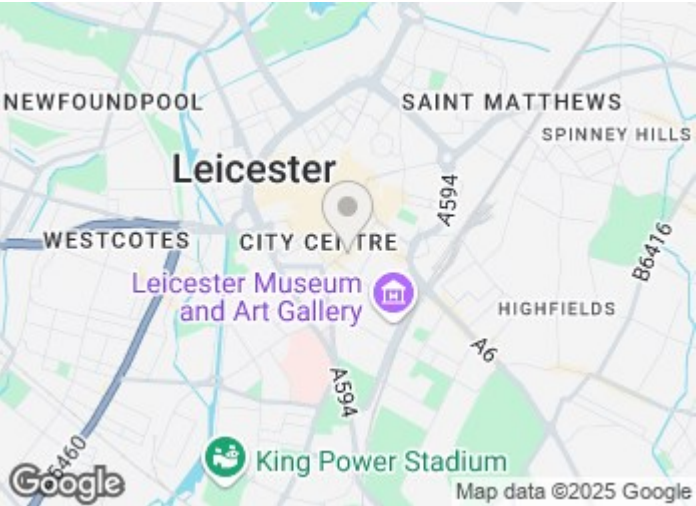 NEWFOUNDPOOL
SAINT MATTHEWS
SPINNEY HILLS
Leicester
A594
WESTCOTES
CITY CENTRE
B6416
Leicester Museum
and Art Gallery
HIGHFIELDS
A6
A594
King Power Stadium
Google
Map data ©2025 Google